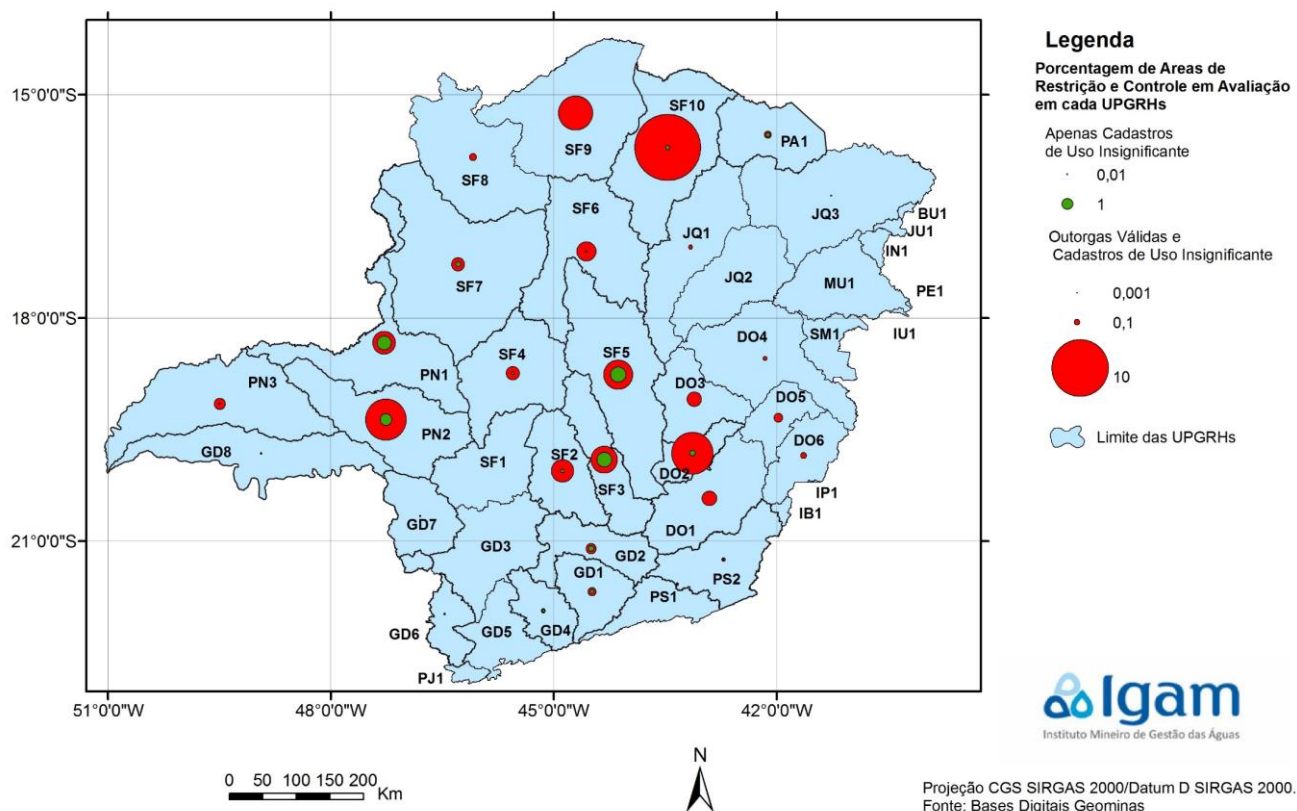 15°0'0"S
18°0'0"S
21°0'0"S
51°0'0"W
48°0'0"W
45°0'0"W
42°0'0"W
SF10
SF9
PA1
SF8
SF6
JQ3
BU1
JU1
JQ1
IN1
SF7
JQ2
MU1
PE1
IU1
SM1
DO4
SF4
SF5
PN1
PN3
DO3
DO5
PN2
DO6
GD8
SF1
SF2
DO2
SF3
IP1
IB1
GD7
DO1
GD3
GD2
GD1
PS2
PS1
GD6
GD5
GD4
PJ1
Legenda
Porcentagem de Areas de
Restrição e Controle em Avaliação
em cada UPGRHs
Apenas Cadastros
de Uso Insignificante
0,01
1
Outorgas Válidas e
Cadastros de Uso Insignificante
0,001
0,1
10
Limite das UPGRHs
Igam
Instituto Mineiro de Gestão das Águas
N
0 50 100 150 200
Km
Projeção CGS SIRGAS 2000/Datum D SIRGAS 2000.
Fonte: Bases Digitais Geominas